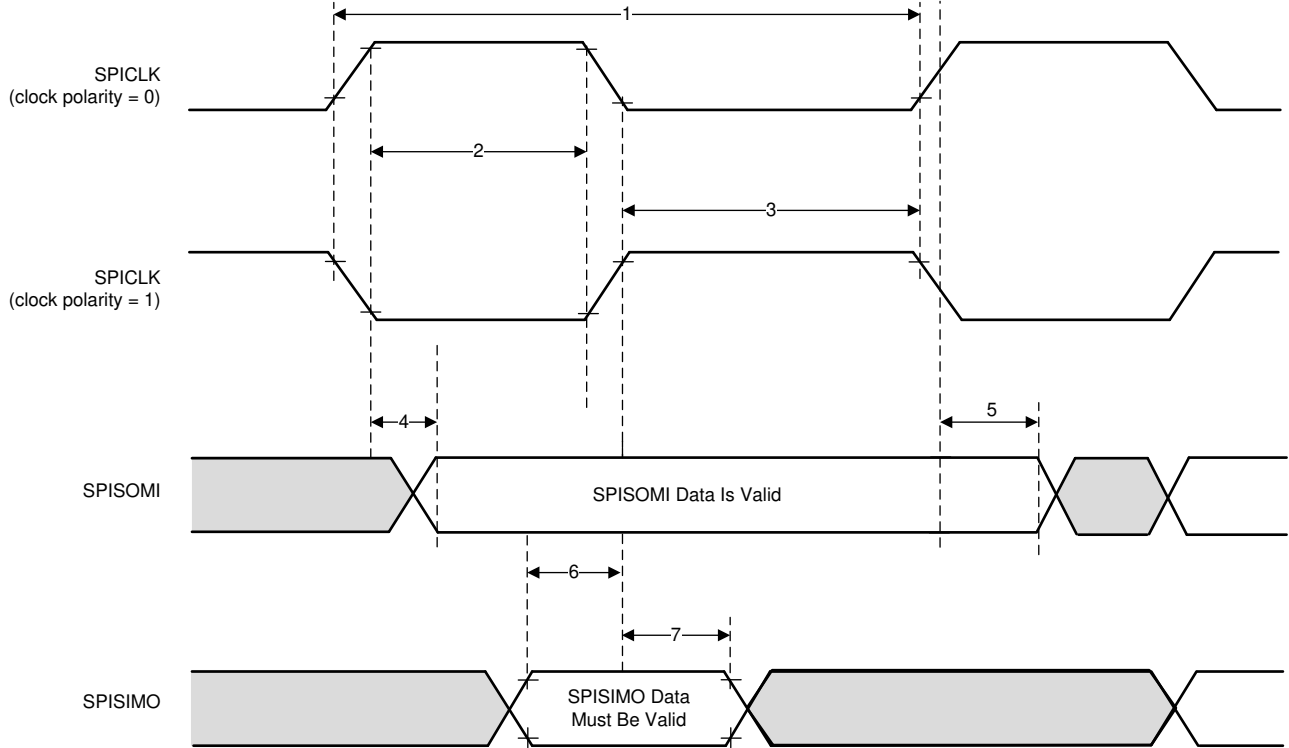 1
SPICLK
(clock polarity = 0)
2
3
SPICLK
(clock polarity = 1)
4
5
SPISOMI
SPISOMI Data Is Valid
6
7
SPISIMO
SPISIMO Data
Must Be Valid